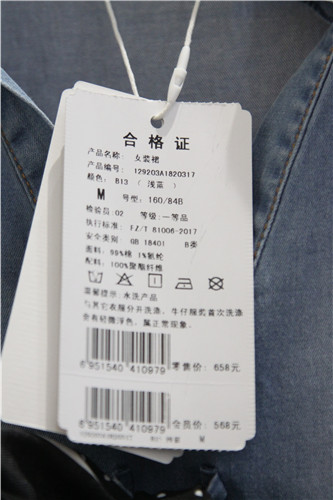 合格证
产品名称: 女装裙
产品编号: 129203A1820317
颜色: B13 (浅蓝)
M 号型: 160/84B
检验员 02 等级: 一等品
执行标准: FZ/T 81006-2017
安全类别 GB 18401 B类
面料: 99%棉 1%氨纶
配料: 100%聚酯纤维
温馨提示: 水洗产品
与其它衣服分开洗涤, 牛仔服装首次洗涤
会有轻微浮色, 属正常现象。
6951540 410979 零售价: 658元
6951540 410979 会员价: 568元
M